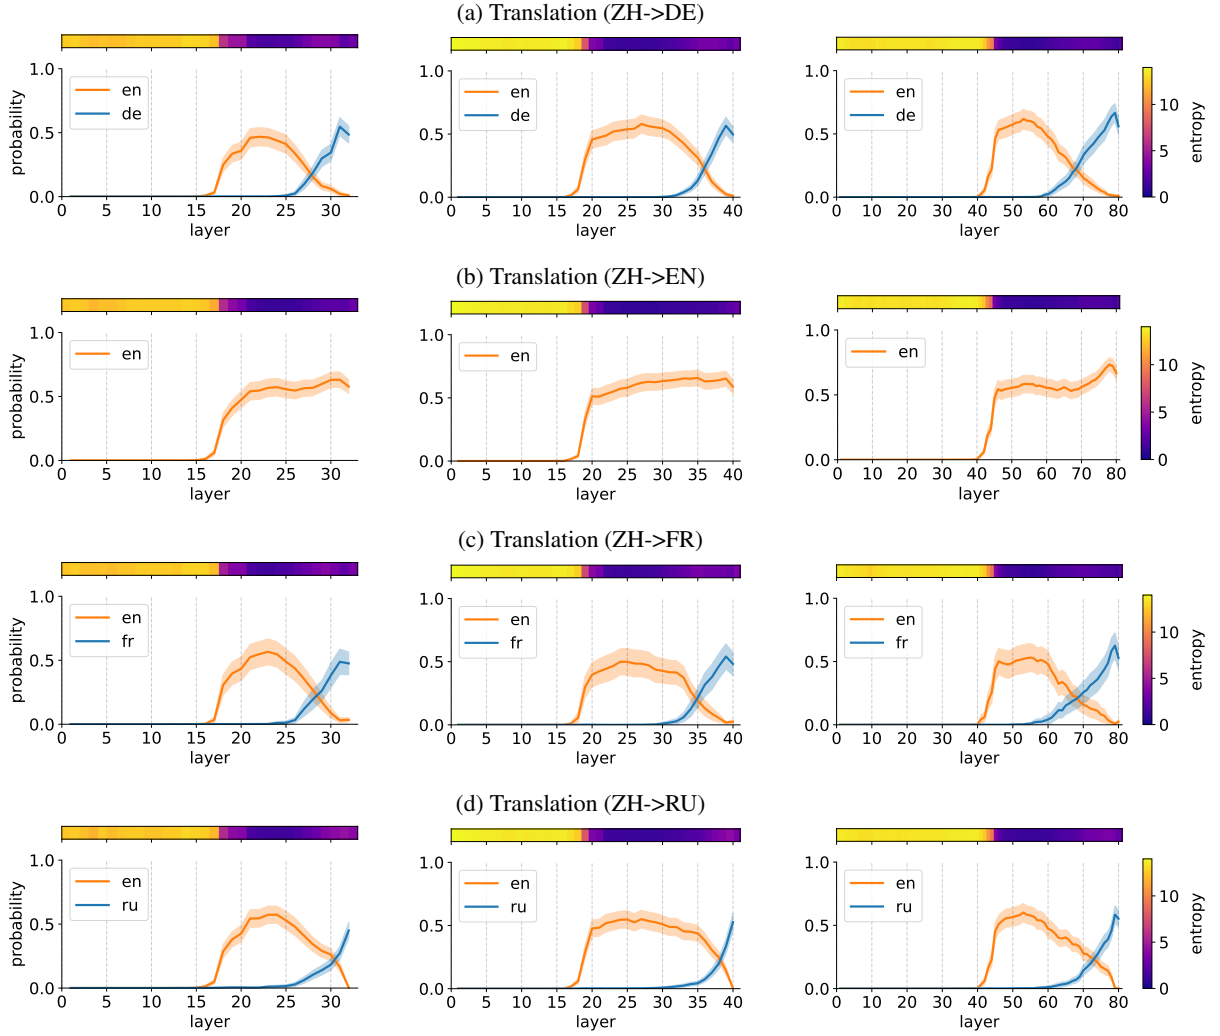 (a) Translation (ZH->DE)
1.0
0.5
0.0
probability
en
de
0 5 10 15 20 25 30
layer
1.0
0.5
0.0
en
de
0 5 10 15 20 25 30 35 40
layer
1.0
0.5
0.0
en
de
0 10 20 30 40 50 60 70 80
layer
10
5
0
entropy
(b) Translation (ZH->EN)
1.0
0.5
0.0
probability
en
0 5 10 15 20 25 30
layer
1.0
0.5
0.0
en
0 5 10 15 20 25 30 35 40
layer
1.0
0.5
0.0
en
0 10 20 30 40 50 60 70 80
layer
10
5
0
entropy
(c) Translation (ZH->FR)
1.0
0.5
0.0
probability
en
fr
0 5 10 15 20 25 30
layer
1.0
0.5
0.0
en
fr
0 5 10 15 20 25 30 35 40
layer
1.0
0.5
0.0
en
fr
0 10 20 30 40 50 60 70 80
layer
10
5
0
entropy
(d) Translation (ZH->RU)
1.0
0.5
0.0
probability
en
ru
0 5 10 15 20 25 30
layer
1.0
0.5
0.0
en
ru
0 5 10 15 20 25 30 35 40
layer
1.0
0.5
0.0
en
ru
0 10 20 30 40 50 60 70 80
layer
10
5
0
entropy